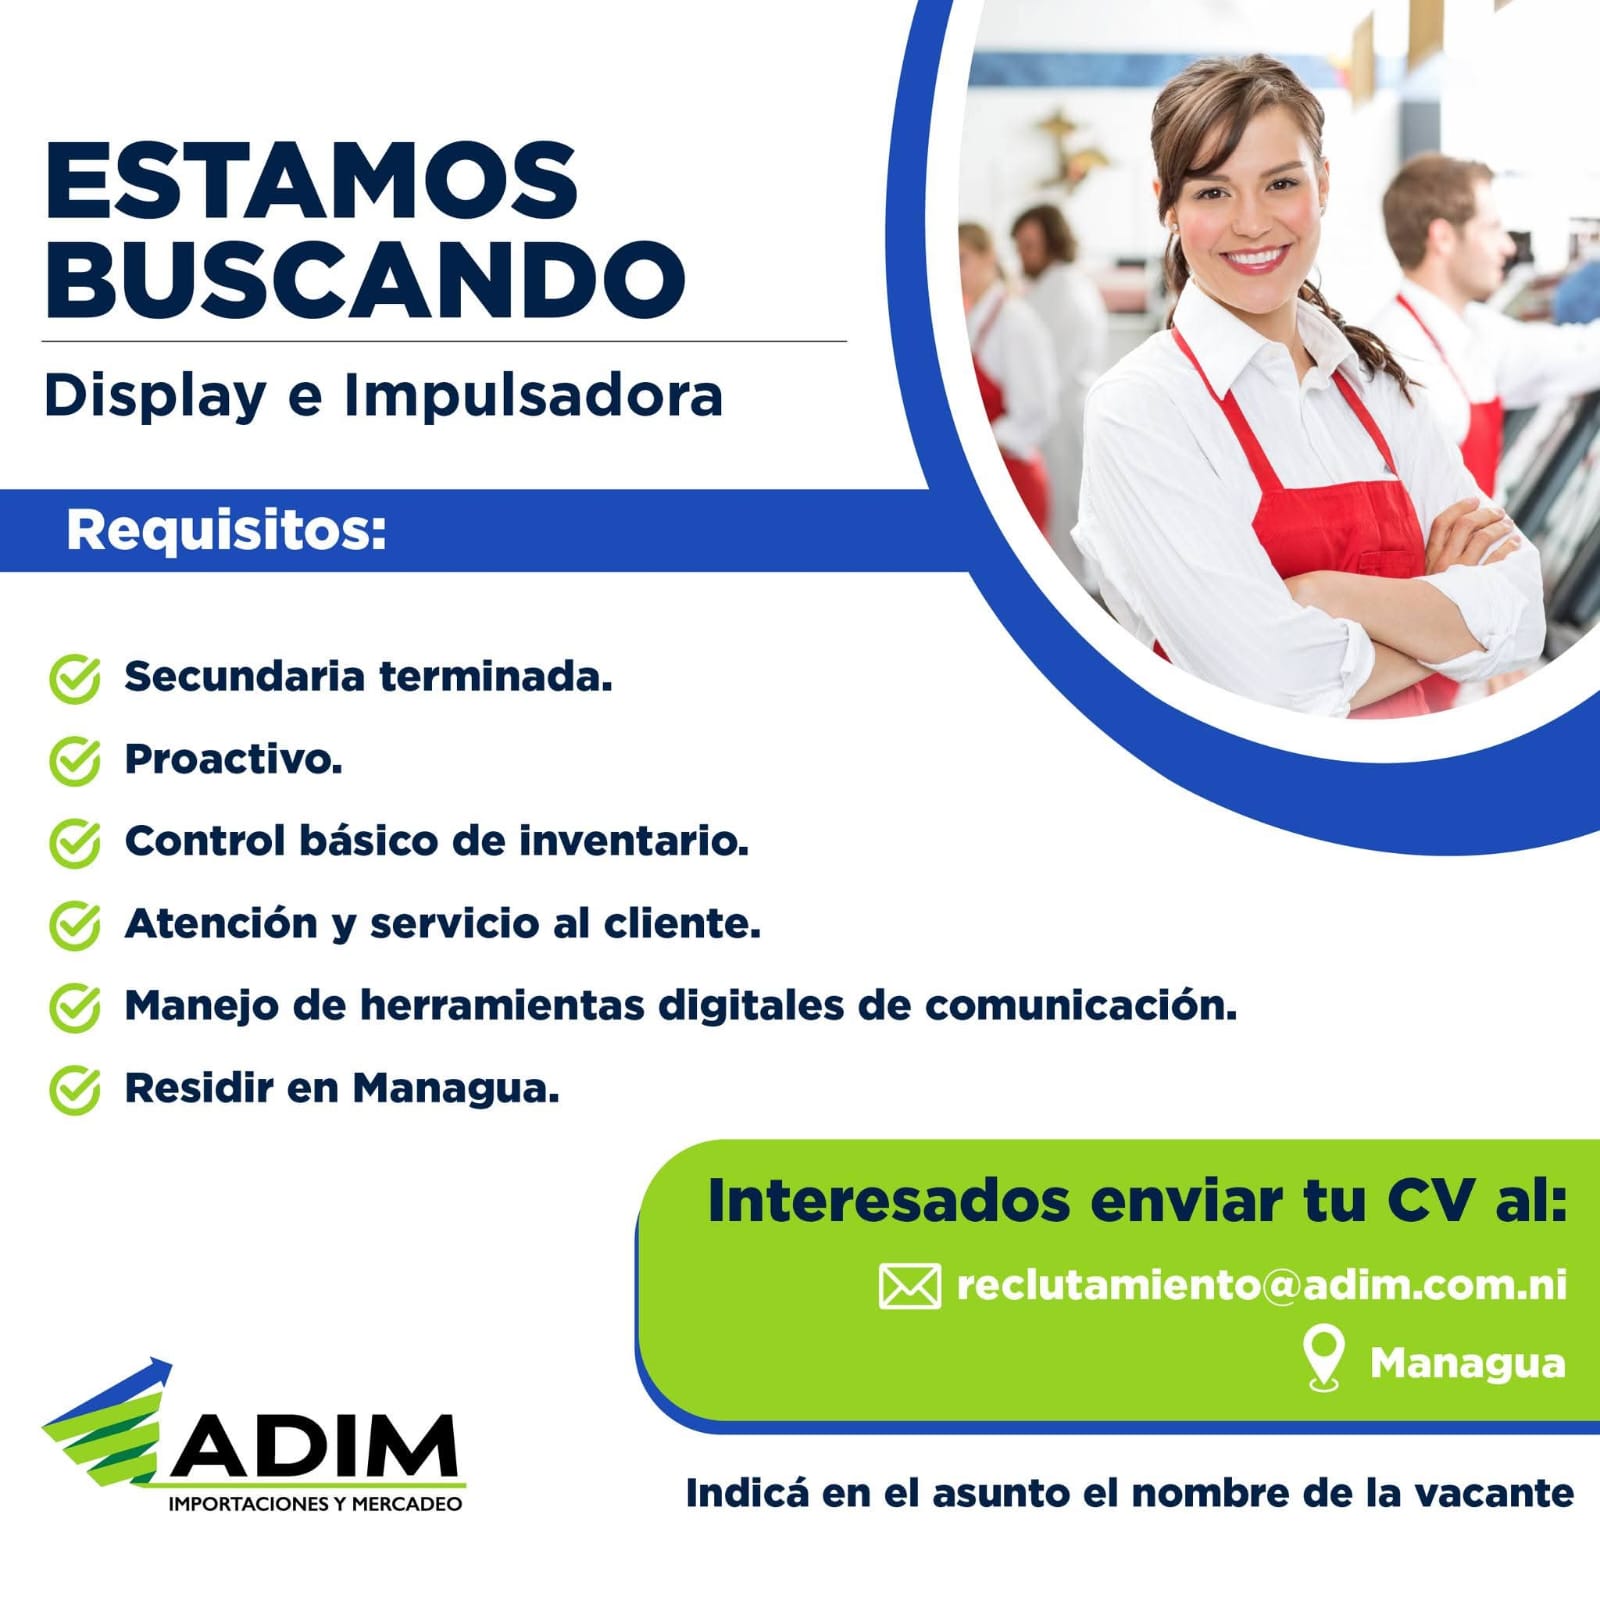 ESTAMOS
BUSCANDO
Display e Impulsadora
Requisitos:
Secundaria terminada.
Proactivo.
Control básico de inventario.
Atención y servicio al cliente.
Manejo de herramientas digitales de comunicación.
Residir en Managua.
Interesados enviar tu CV al:
reclutamiento@adim.com.ni
Managua
ADIM
IMPORTACIONES Y MERCADEO
Indicá en el asunto el nombre de la vacante